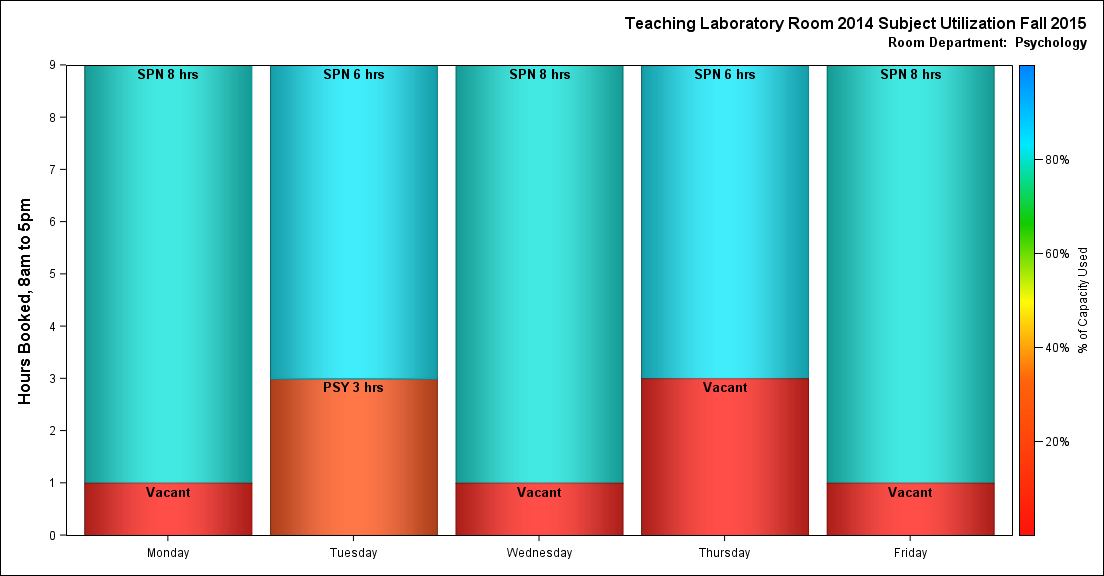 Teaching Laboratory Room 2014 Subject Utilization Fall 2015
Room Department: Psychology
Hours Booked, 8am to 5pm
9
8
7
6
5
4
3
2
1
0
SPN 8 hrs
SPN 6 hrs
SPN 8 hrs
SPN 6 hrs
SPN 8 hrs
PSY 3 hrs
Vacant
Vacant
Vacant
Vacant
Monday
Tuesday
Wednesday
Thursday
Friday
80%
60%
40%
20%
% of Capacity Used